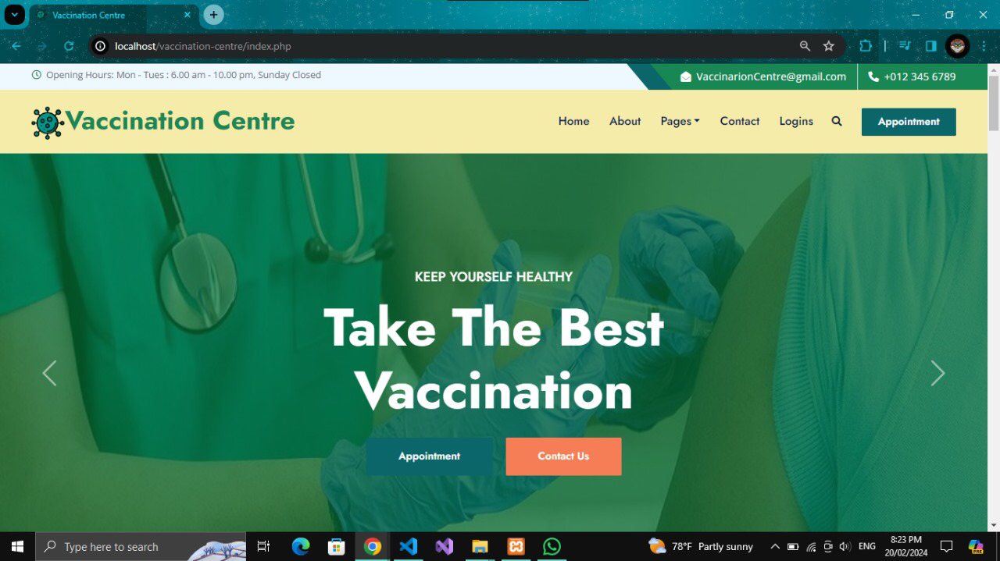 Vaccination Centre
localhost/vaccination-centre/index.php
Opening Hours: Mon - Tues : 6.00 am - 10.00 pm, Sunday Closed
VaccinarionCentre@gmail.com
+012 345 6789
Vaccination Centre
Home About Pages Contact Logins Appointment
KEEP YOURSELF HEALTHY
Take The Best
Vaccination
Appointment Contact Us
Type here to search
78°F Partly sunny
ENG
8:23 PM
20/02/2024
PRE